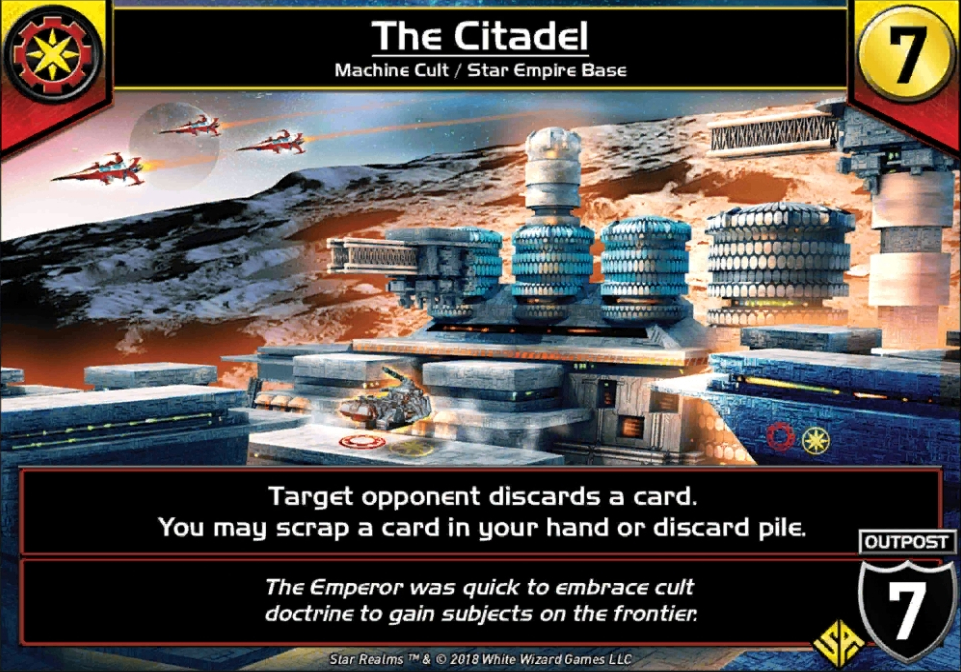 The Citadel
Machine Cult / Star Empire Base
7
Target opponent discards a card.
You may scrap a card in your hand or discard pile.
OUTPOST
7
The Emperor was quick to embrace cult
doctrine to gain subjects on the frontier.
Star Realms ™ & © 2018 White Wizard Games LLC